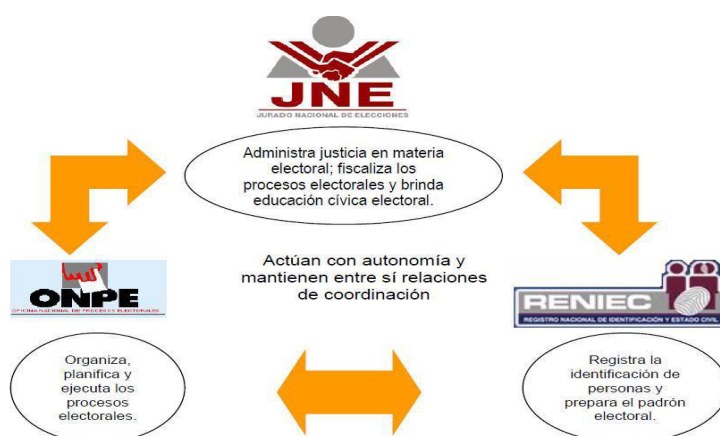 JNE
JURADO NACIONAL DE ELECCIONES
Administra justicia en materia
electoral; fiscaliza los
procesos electorales y brinda
educación cívica electoral.
Actúan con autonomía y
mantienen entre sí relaciones
de coordinación
ONPE
OFICINA NACIONAL DE PROCESOS ELECTORALES
Organiza,
planifica y
ejecuta los
procesos
electorales.
RENIEC
REGISTRO NACIONAL DE IDENTIFICACIÓN Y ESTADO CIVIL
Registra la
identificación de
personas y
prepara el padrón
electoral.